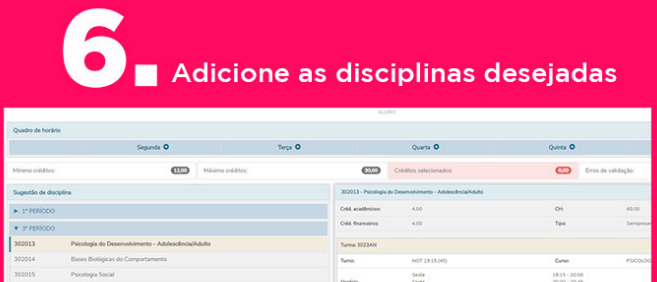 6. Adicione as disciplinas desejadas
ALUNO
Quadro de horário
Segunda Terça Quarta Quinta
Mínimo créditos: 12,00 Máximo créditos: 30,00 Créditos selecionados: 0,00 Erros de validação:
Sugestão de disciplina
302013 - Psicologia do Desenvolvimento - Adolescência/Adulto
Créd. acadêmicos: 4.00 CH: 60,00
1º PERÍODO
Créd. financeiros: 4.00 Tipo:
3º PERÍODO
302013 Psicologia do Desenvolvimento - Adolescência/Adulto
Turma 3023AN
302014 Bases Biológicas do Comportamento
Turno: NOT 19:15 (45) Curso: PSICOLOG
302015 Psicologia Social
Sexta 19:15 - 20:00
Horário: